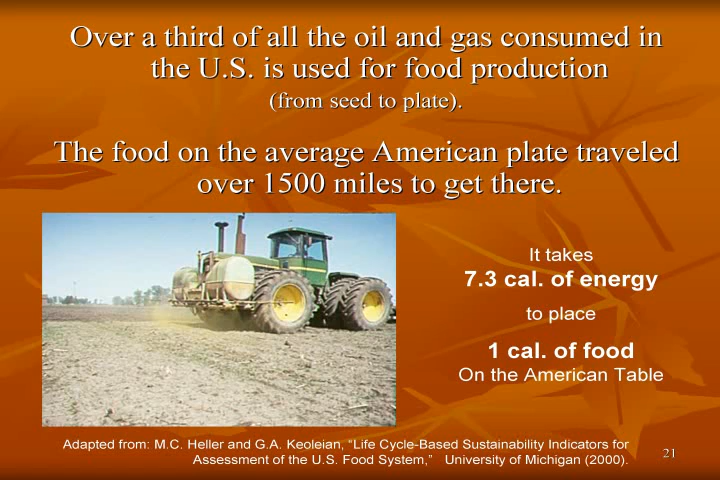 Over a third of all the oil and gas consumed in
the U.S. is used for food production
(from seed to plate).
The food on the average American plate traveled
over 1500 miles to get there.
It takes
7.3 cal. of energy
to place
1 cal. of food
On the American Table
Adapted from: M.C. Heller and G.A. Keoleian, “Life Cycle-Based Sustainability Indicators for
Assessment of the U.S. Food System,” University of Michigan (2000).
21